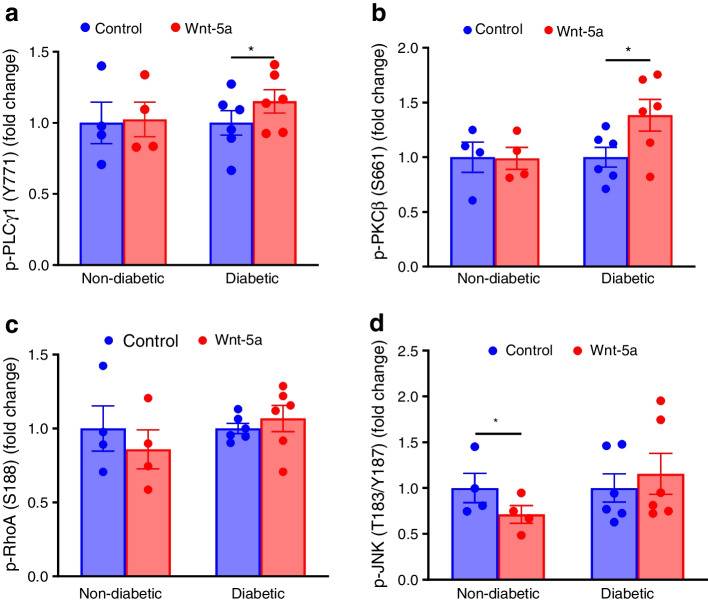 a
Control Wnt-5a
p-PLCγ1 (Y771) (fold change)
1.5
1.0
0.5
0.0
*
Non-diabetic Diabetic
b
Control Wnt-5a
p-PKCβ (S661) (fold change)
2.0
1.5
1.0
0.5
0.0
*
Non-diabetic Diabetic
c
Control Wnt-5a
p-RhoA (S188) (fold change)
1.5
1.0
0.5
0.0
Non-diabetic Diabetic
d
Control Wnt-5a
p-JNK (T183/Y187) (fold change)
2.5
2.0
1.5
1.0
0.5
0.0
*
Non-diabetic Diabetic